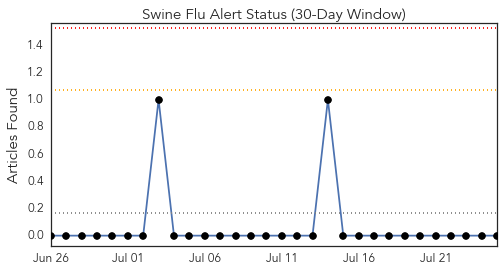 Swine Flu Alert Status (30-Day Window)
Articles Found
1.4
1.2
1.0
0.8
0.6
0.4
0.2
0.0
Jun 26 Jul 01 Jul 06 Jul 11 Jul 16 Jul 21